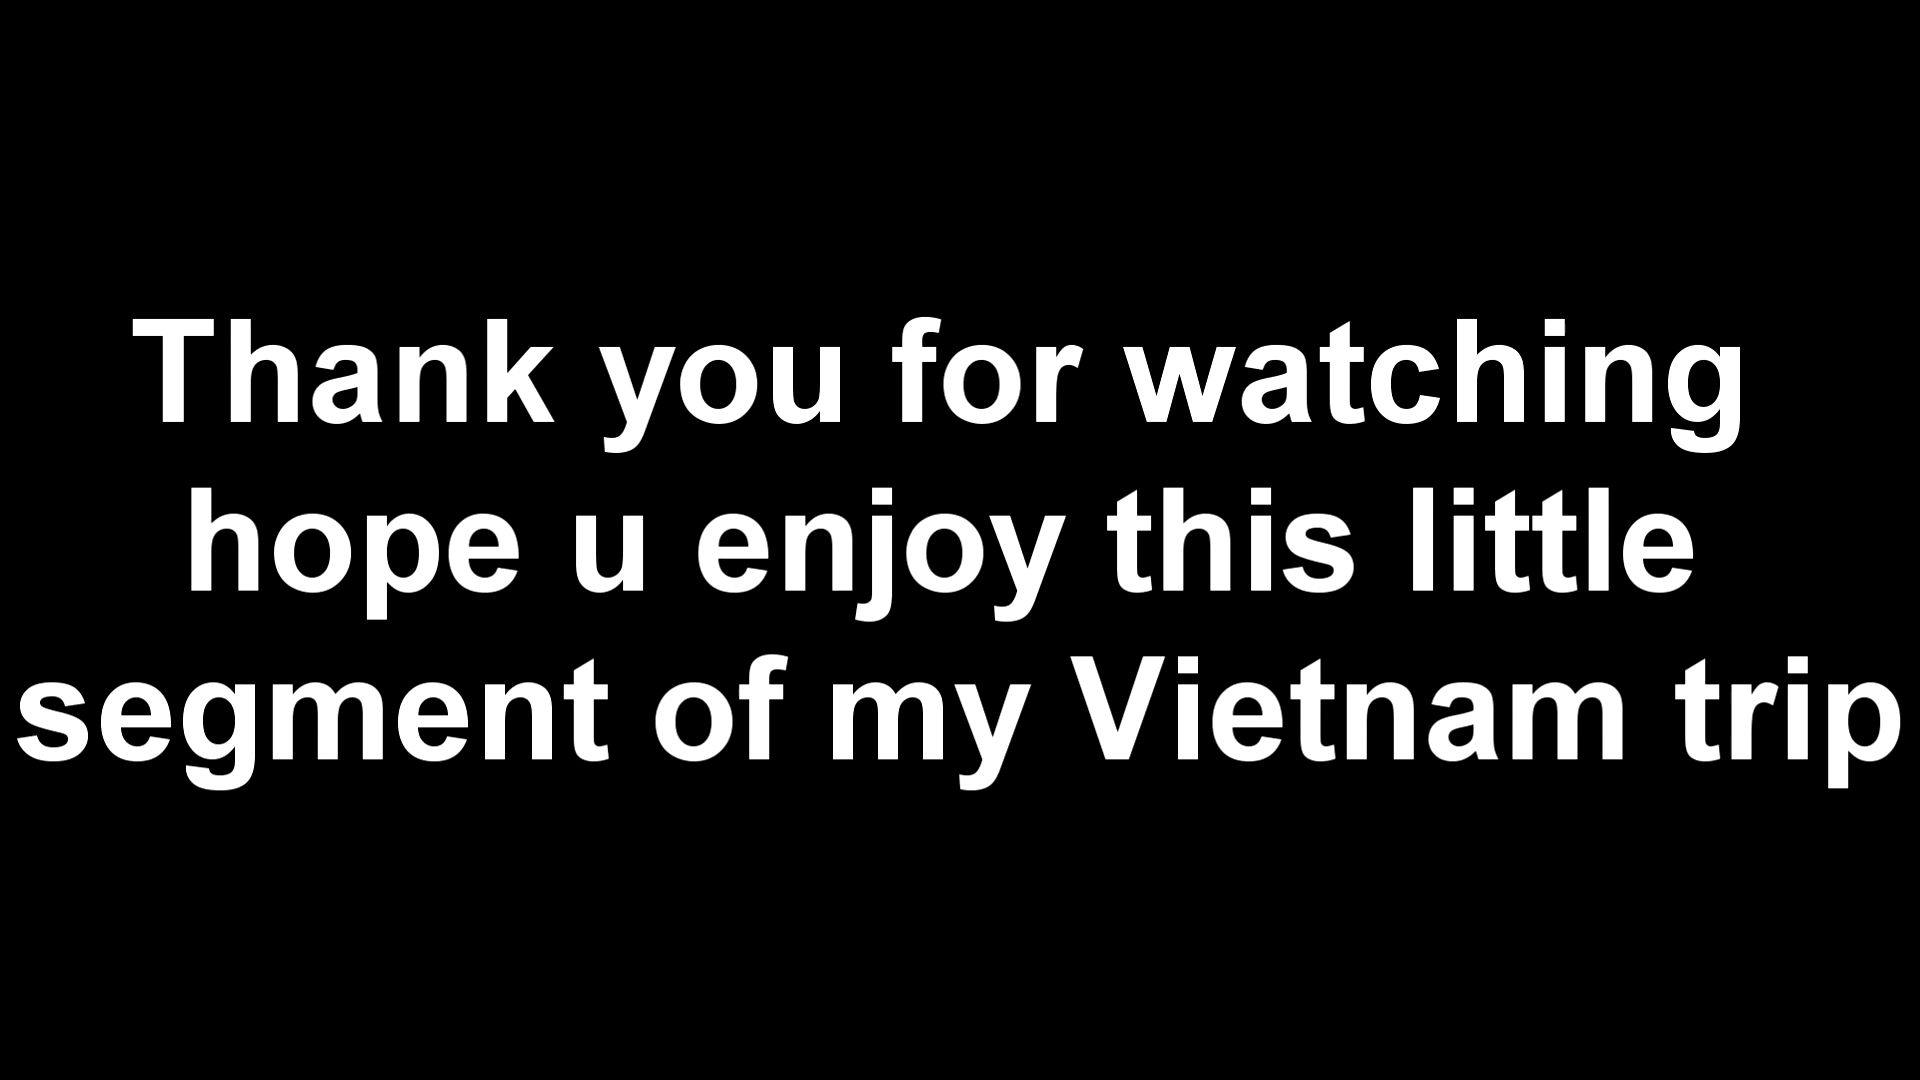 Thank you for watching
hope u enjoy this little
segment of my Vietnam trip